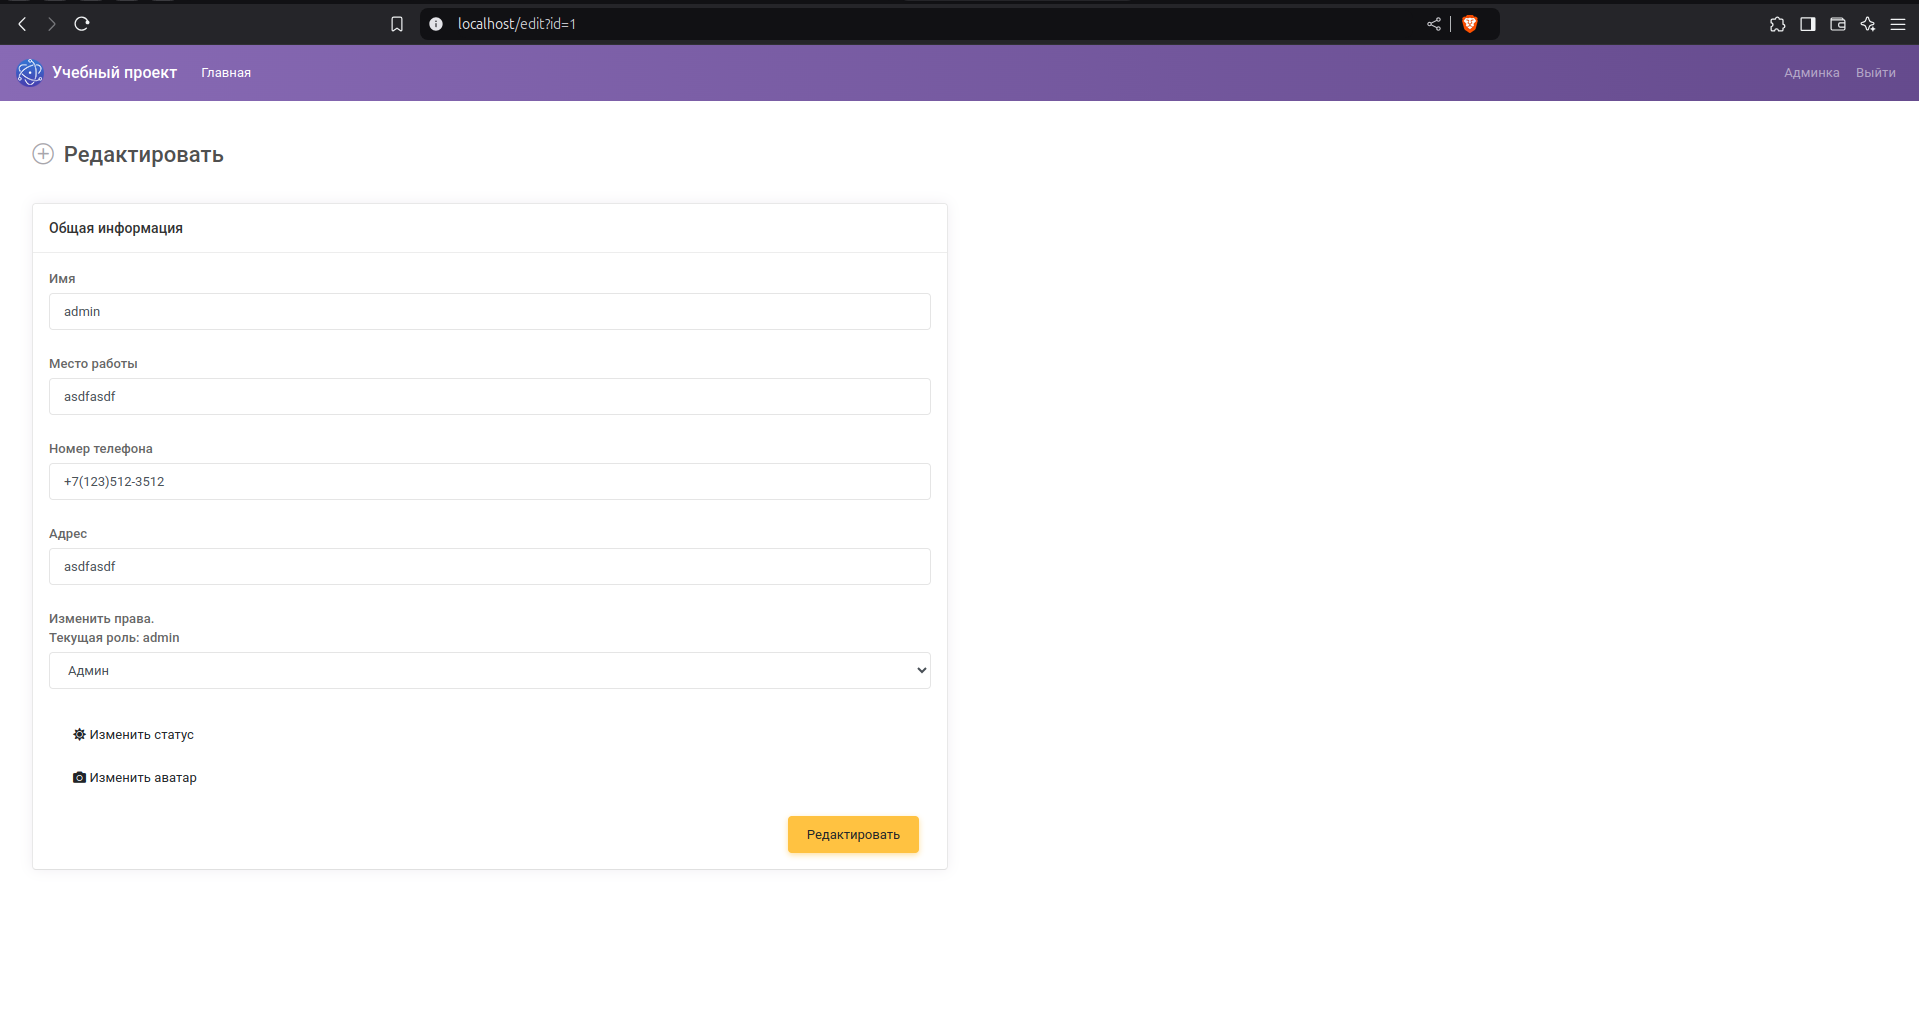 localhost/edit?id=1
Учебный проект Главная Админка Выйти
Редактировать
Общая информация
Имя
admin
Место работы
asdfasdf
Номер телефона
+7(123)512-3512
Адрес
asdfasdf
Изменить права.
Текущая роль: admin
Админ
Изменить статус
Изменить аватар
Редактировать